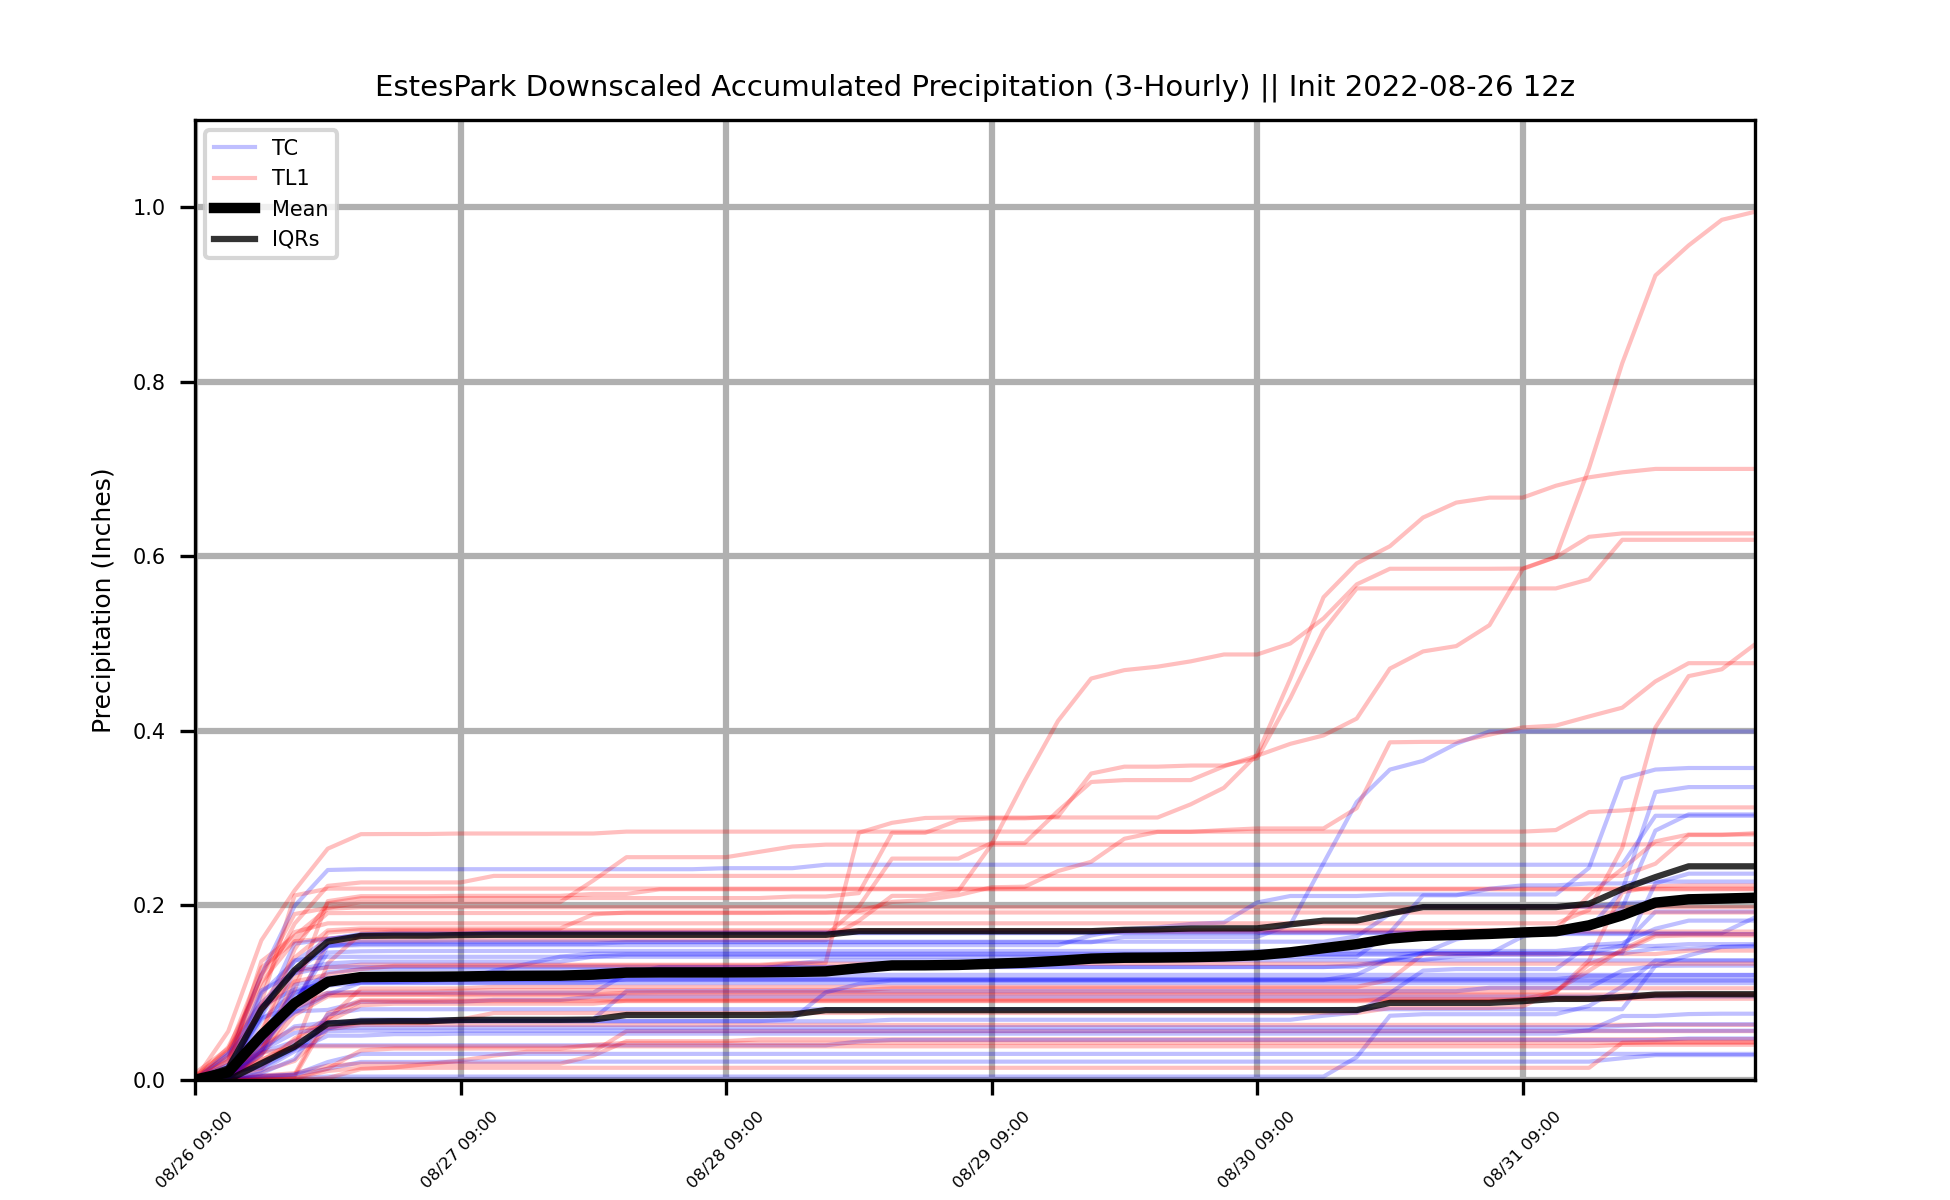 EstesPark Downscaled Accumulated Precipitation (3-Hourly) || Init 2022-08-26 12z
TC
TL1
Mean
IQRs
Precipitation (Inches)
1.0
0.8
0.6
0.4
0.2
0.0
08/26 09:00
08/27 09:00
08/28 09:00
08/29 09:00
08/30 09:00
08/31 09:00